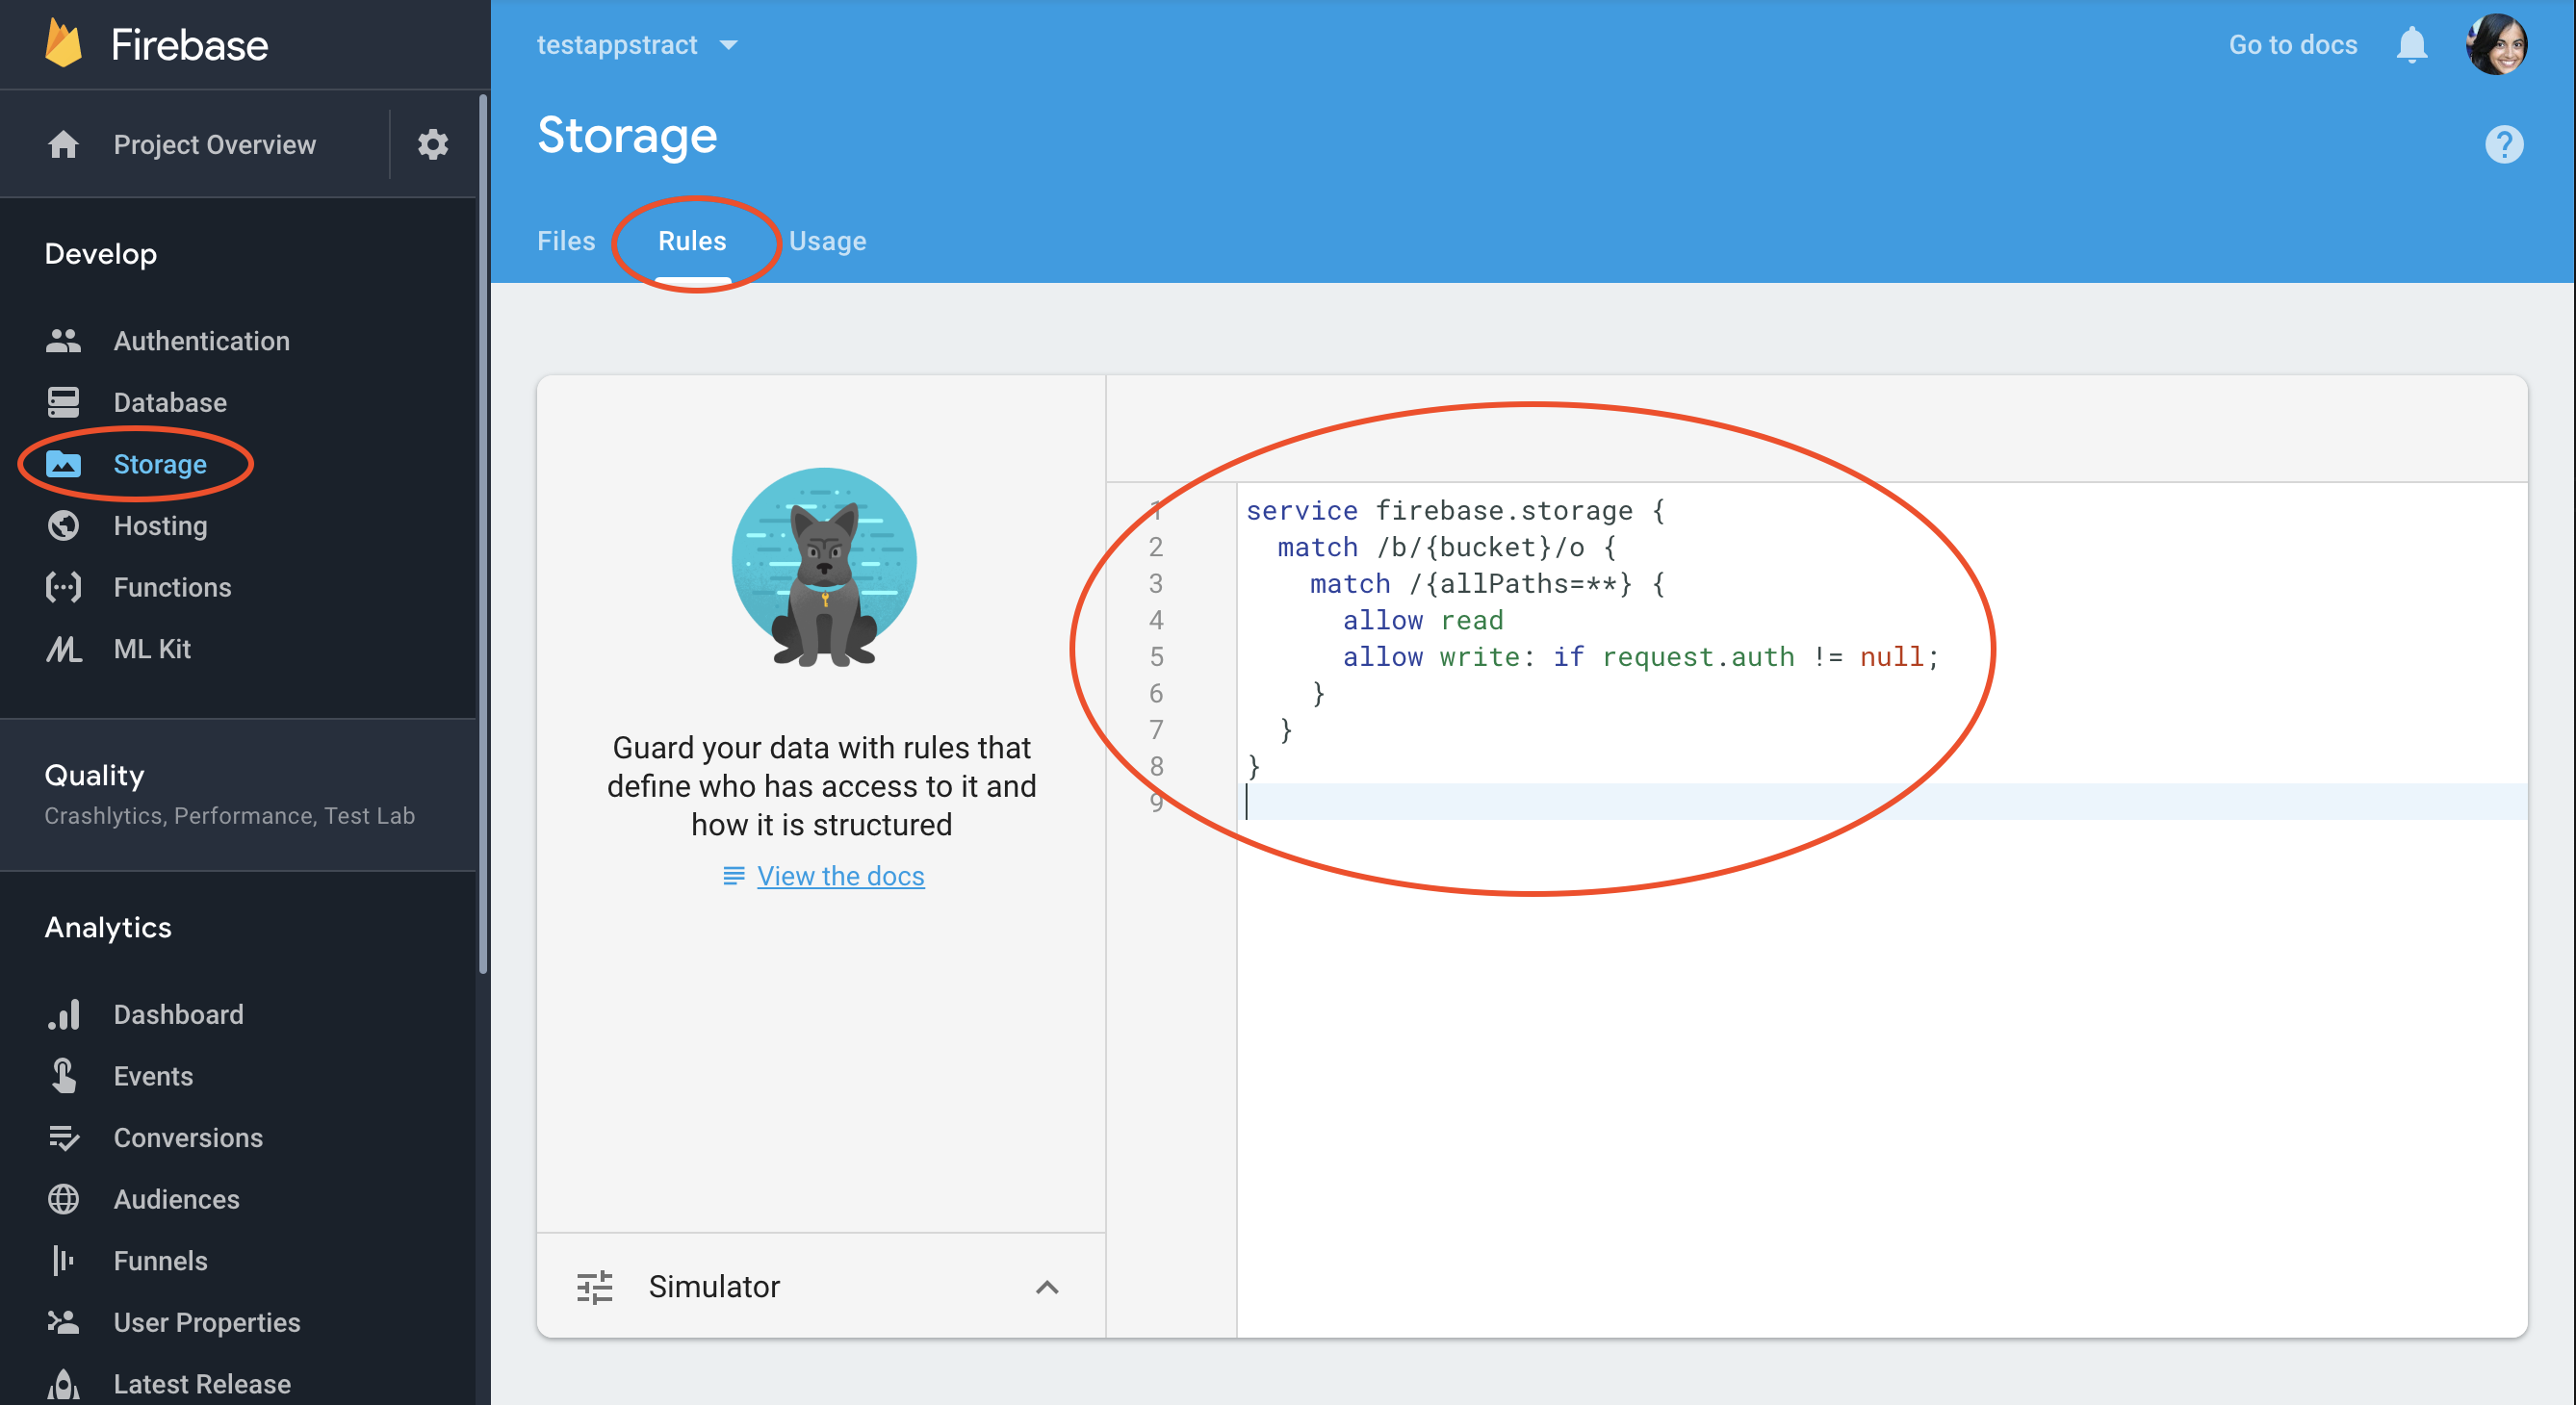 Firebase
Project Overview
Develop
Authentication
Database
Storage
Hosting
Functions
ML Kit
Quality
Crashlytics, Performance, Test Lab
Analytics
Dashboard
Events
Conversions
Audiences
Funnels
User Properties
Latest Release
testappstract
Go to docs
Storage
Files Rules Usage
Guard your data with rules that
define who has access to it and
how it is structured
View the docs
Simulator
1 service firebase.storage {
2   match /b/{bucket}/o {
3     match /{allPaths=**} {
4       allow read
5       allow write: if request.auth != null;
6     }
7   }
8 }
9